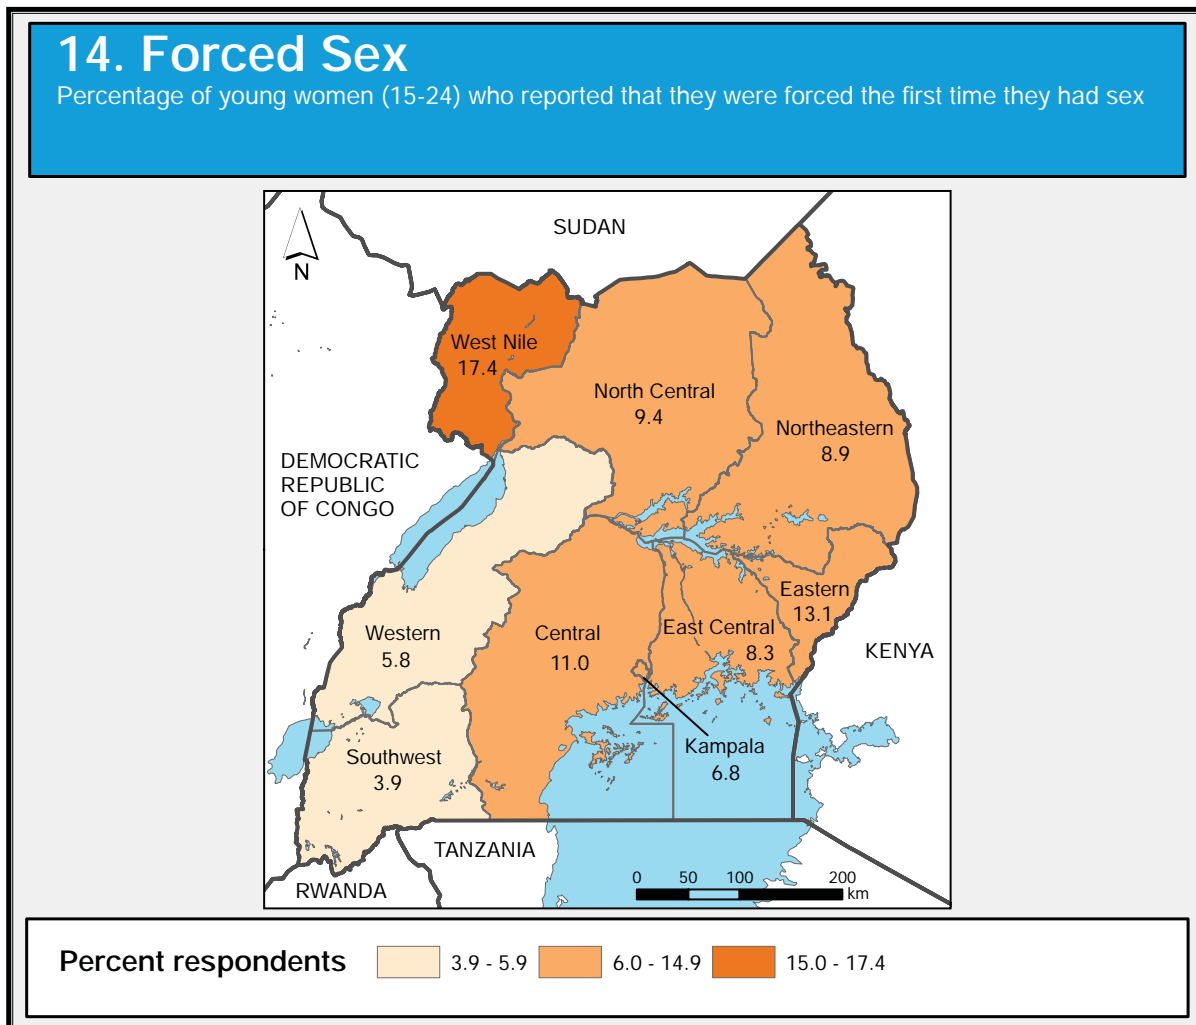 14. Forced Sex
Percentage of young women (15-24) who reported that they were forced the first time they had sex
SUDAN
N
West Nile
17.4
North Central
9.4
Northeastern
8.9
DEMOCRATIC
REPUBLIC
OF CONGO
Eastern
13.1
Western
5.8
Central
11.0
East Central
8.3
KENYA
Kampala
6.8
Southwest
3.9
TANZANIA
RWANDA
0 50 100 200
km
Percent respondents 3.9 - 5.9 6.0 - 14.9 15.0 - 17.4